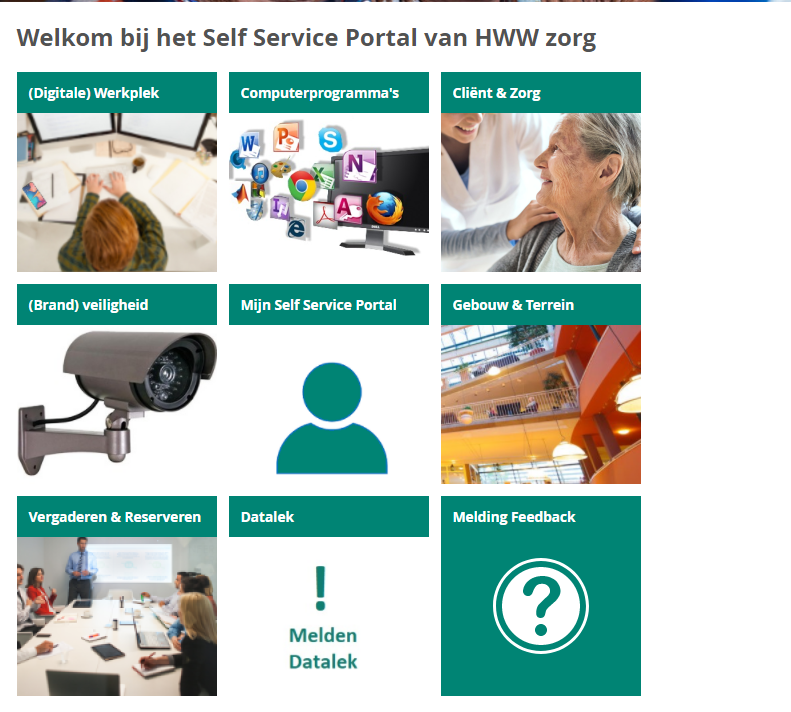 Welkom bij het Self Service Portal van HWW zorg
(Digitale) Werkplek
Computerprogramma's
Cliënt & Zorg
W
P
S
X
N
I
A
e
DELL
(Brand) veiligheid
Mijn Self Service Portal
Gebouw & Terrein
Vergaderen & Reserveren
Datalek
Melding Feedback
!
?
Melden
Datalek